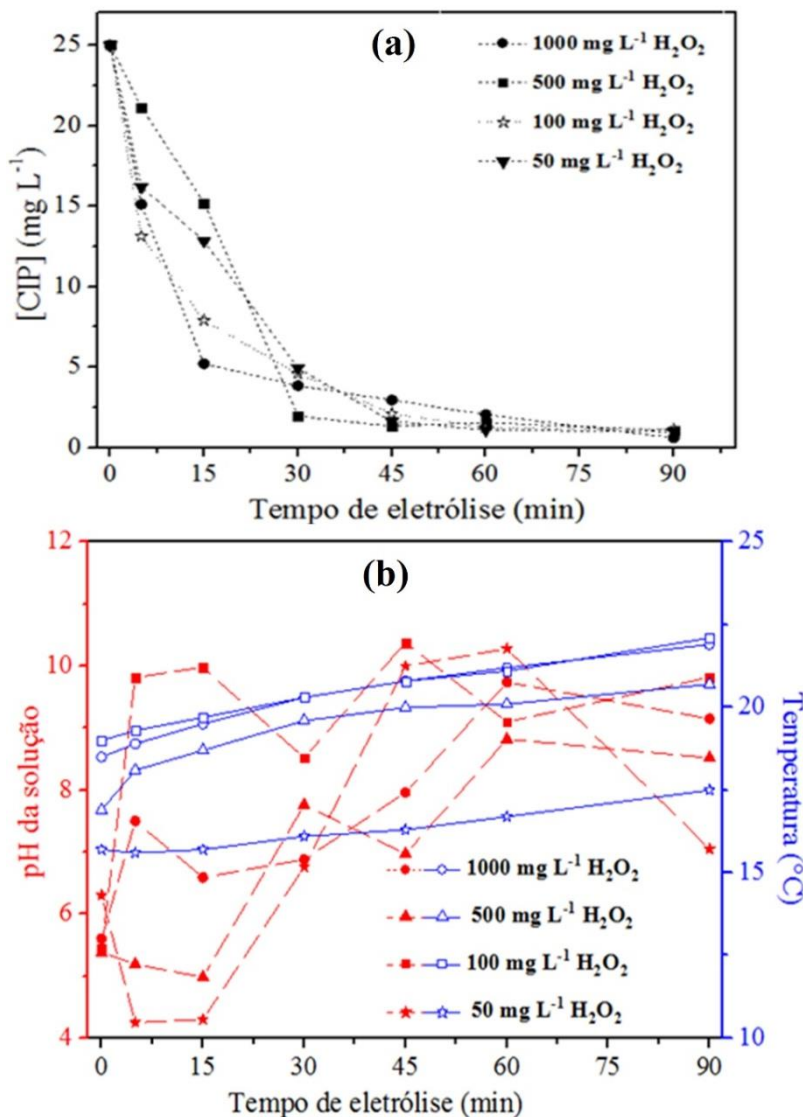 (a)
1000 mg L⁻¹ H₂O₂
500 mg L⁻¹ H₂O₂
100 mg L⁻¹ H₂O₂
50 mg L⁻¹ H₂O₂
[CIP] (mg L⁻¹)
25
20
15
10
5
0
0 15 30 45 60 75 90
Tempo de eletrólise (min)
(b)
pH da solução
12
10
8
6
4
Temperatura (°C)
25
20
15
10
1000 mg L⁻¹ H₂O₂
500 mg L⁻¹ H₂O₂
100 mg L⁻¹ H₂O₂
50 mg L⁻¹ H₂O₂
0 15 30 45 60 75 90
Tempo de eletrólise (min)